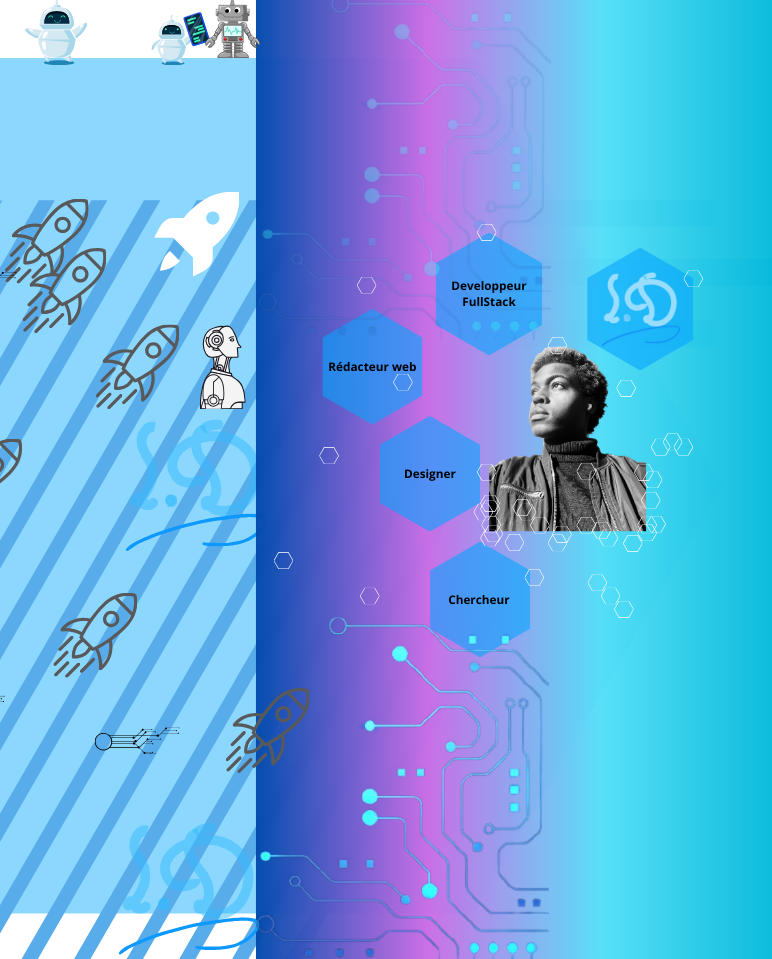 Developpeur
FullStack
Rédacteur web
Designer
Chercheur